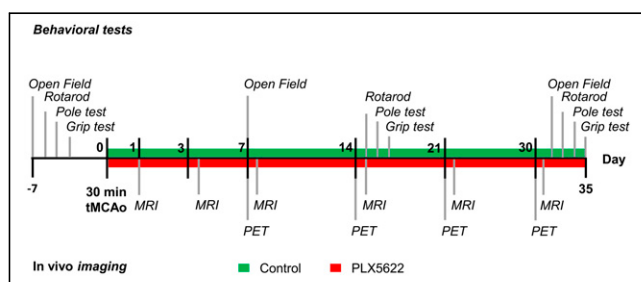 Behavioral tests
Open Field
Rotarod
Pole test
Grip test
Open Field
Rotarod
Pole test
Grip test
Open Field
Rotarod
Pole test
Grip test
0 1 3 7 14 21 30 Day
-7 35
30 min
tMCAo
MRI MRI MRI MRI MRI MRI
PET PET PET PET
In vivo imaging Control PLX5622